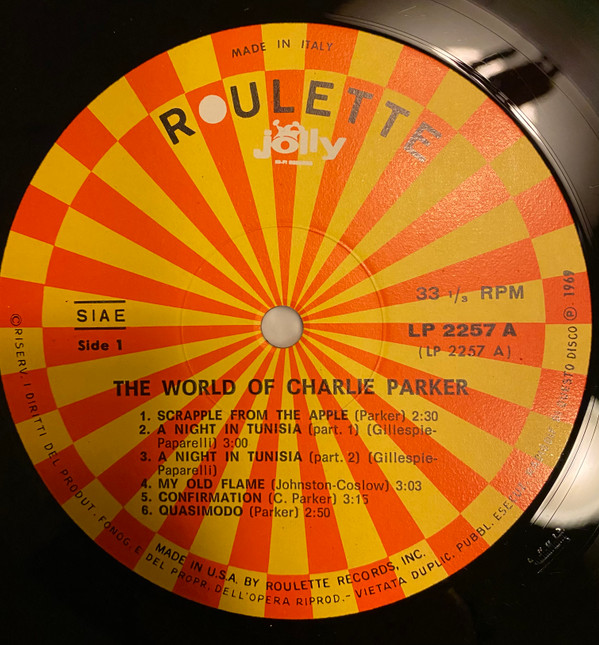 MADE IN ITALY
ROULETTE
jolly
HI-FI RECORDS
33 1/3 RPM
SIAE
Side 1
LP 2257 A
(LP 2257 A)
THE WORLD OF CHARLIE PARKER
1. SCRAPPLE FROM THE APPLE (Parker) 2:30
2. A NIGHT IN TUNISIA (part. 1) (Gillespie-
Paparelli) 3:00
3. A NIGHT IN TUNISIA (part. 2) (Gillespie-
Paparelli)
4. MY OLD FLAME (Johnston-Coslow) 3:03
5. CONFIRMATION (C. Parker) 3:15
6. QUASIMODO (Parker) 2:50
MADE IN U.S.A. BY ROULETTE RECORDS, INC.
© RISERV. I DIRITTI DEL PRODUT. FONOG. E DEL PROPR. DELL'OPERA RIPROD.- VIETATA DUPLIC. PUBBL. DISCO Ⓟ 1969